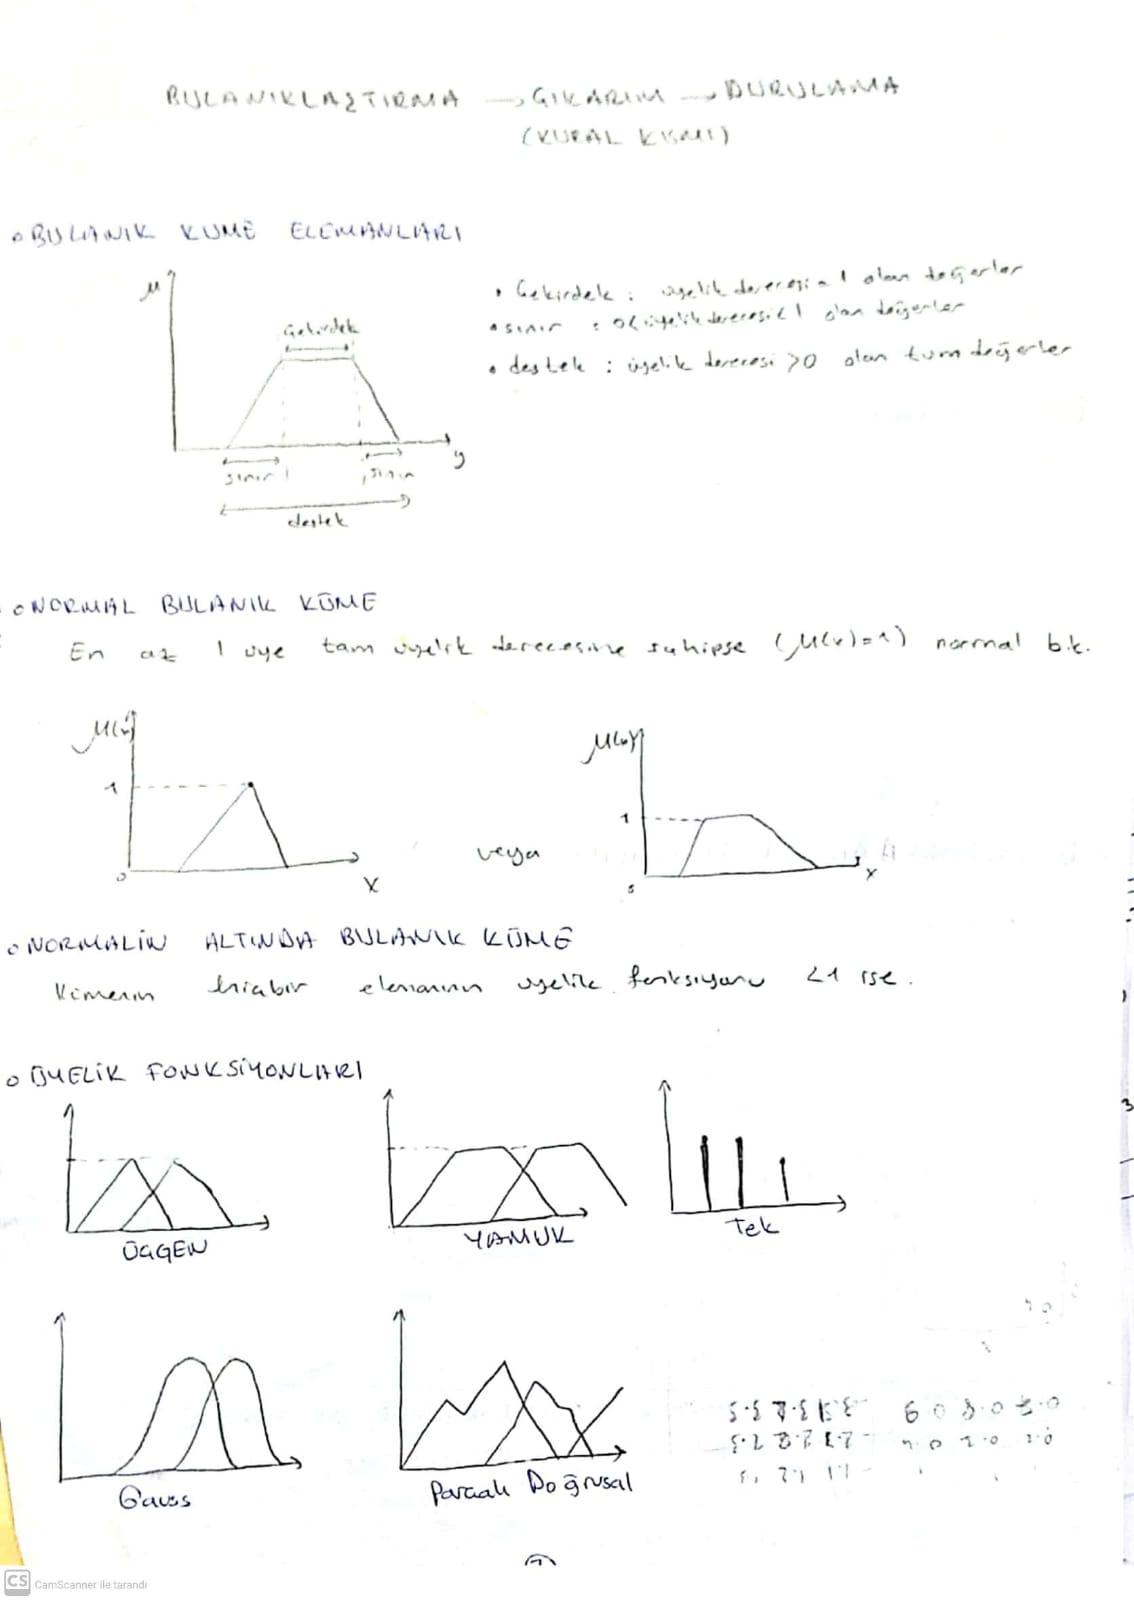 BULANIKLAŞTIRMA → ÇIKARIM → DURULAMA
(KURAL KISMI)
BULANIK KÜME ELEMANLARI
µ
Çekirdek
sınır
sınır
destek
y
• Çekirdek : üyelik derecesi = 1 olan değerler
• sınır : 0< üyelik derecesi < 1 olan değerler
• destek : üyelik derecesi >0 olan tüm değerler
NORMAL BULANIK KÜME
En az 1 üye tam üyelik derecesine sahipse (µ(x)=1) normal b.k.
µ(x)
1
0
x
veya
µ(x)
1
x
NORMALİN ALTINDA BULANIK KÜME
Kümenin hiçbir elemanının üyelik fonksiyonu <1 ise.
ÜYELİK FONKSİYONLARI
ÜÇGEN
YAMUK
Tek
Gauss
Parçalı Doğrusal
CS CamScanner ile tarandı